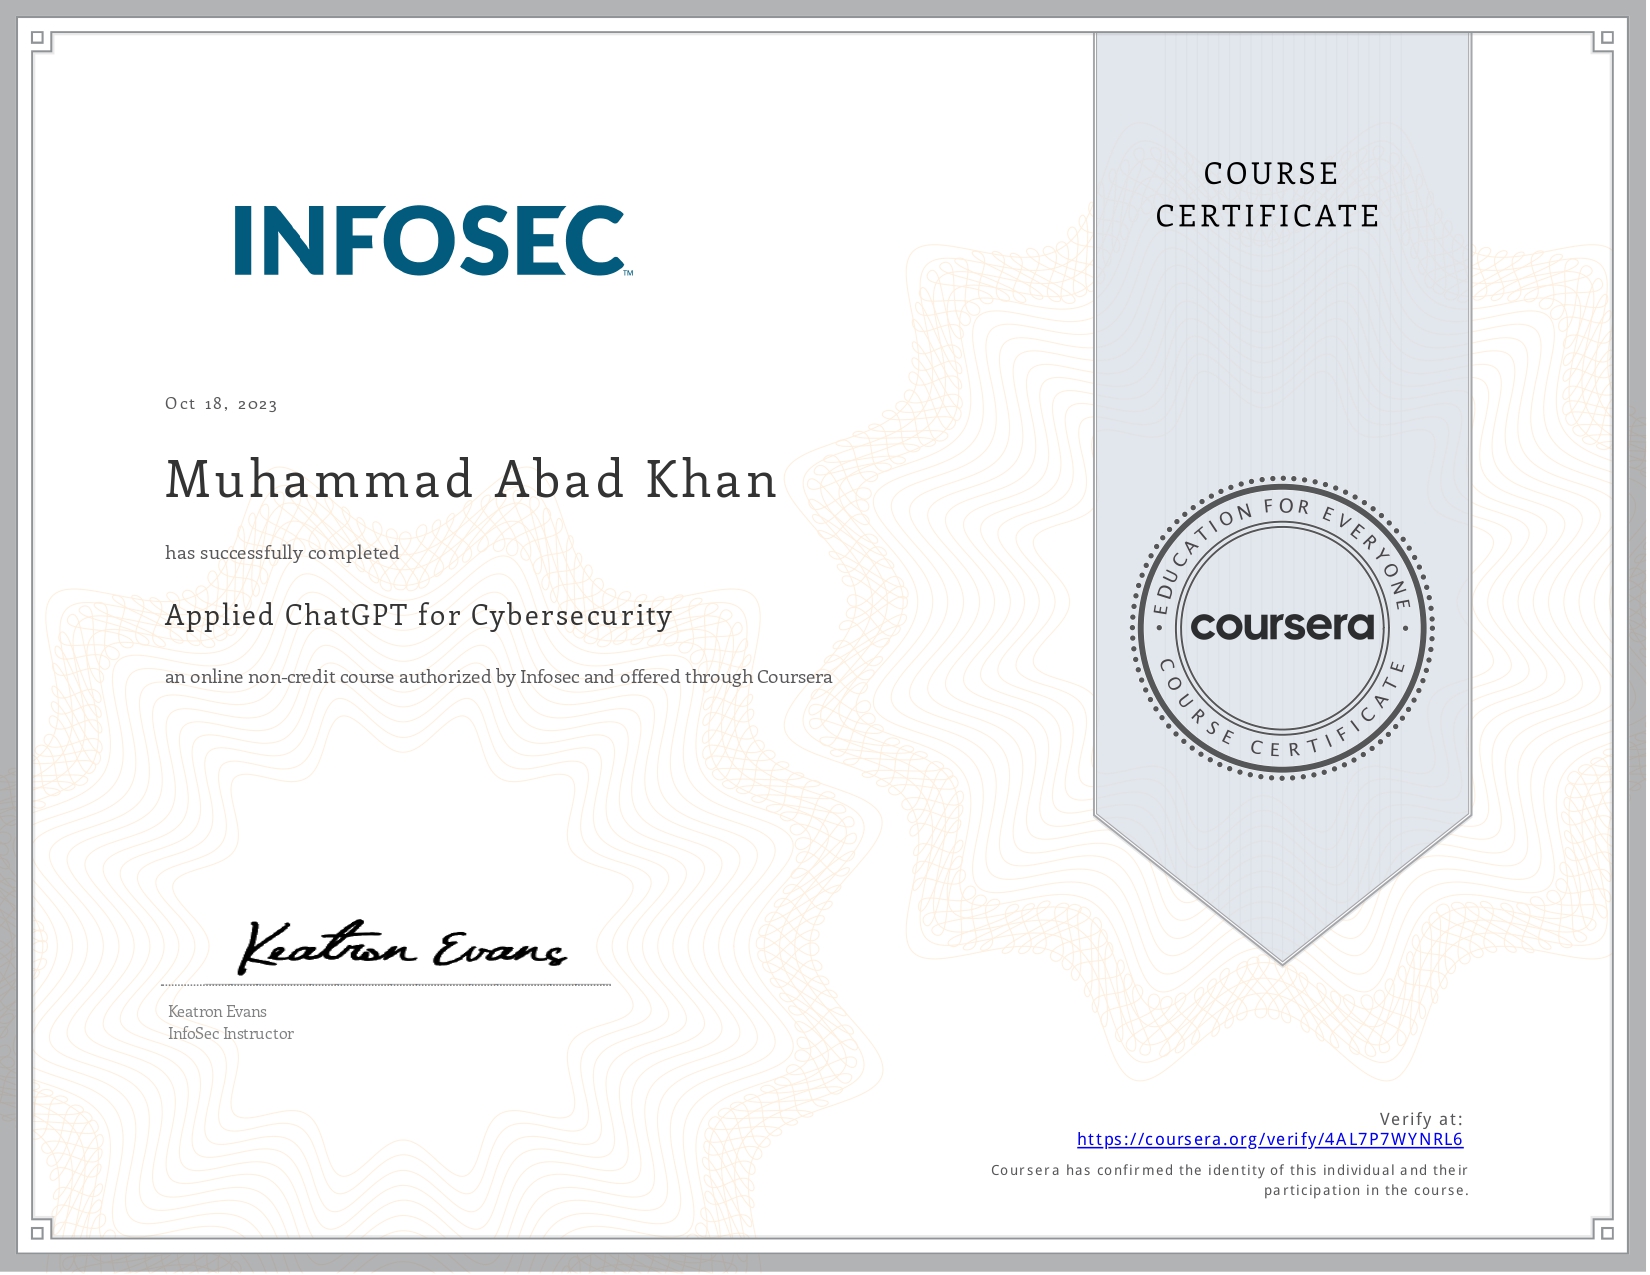 INFOSEC™
COURSE
CERTIFICATE
Oct 18, 2023
Muhammad Abad Khan
has successfully completed
Applied ChatGPT for Cybersecurity
an online non-credit course authorized by Infosec and offered through Coursera
• EDUCATION FOR EVERYONE •
coursera
COURSE CERTIFICATE
Keatron Evans
Keatron Evans
InfoSec Instructor
Verify at:
https://coursera.org/verify/4AL7P7WYNRL6
Coursera has confirmed the identity of this individual and their
participation in the course.